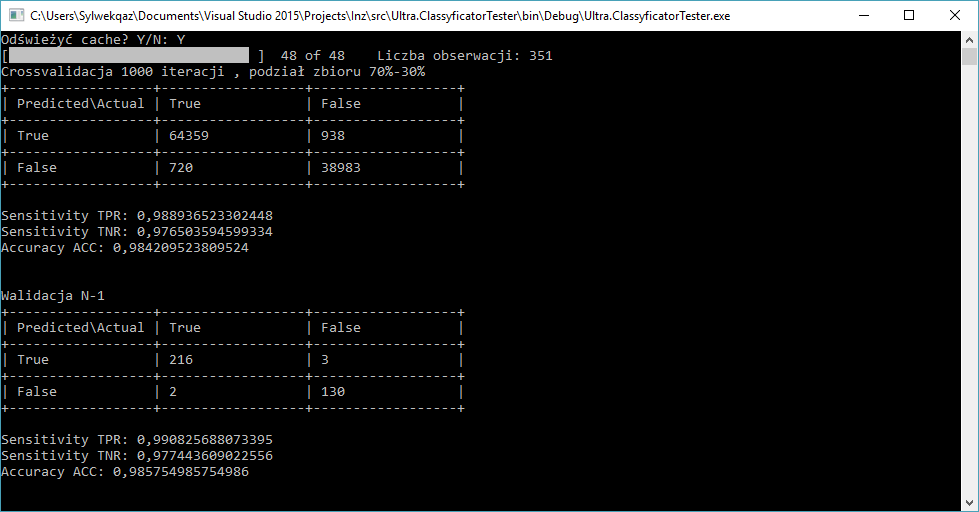 C:\Users\Sylwekqaz\Documents\Visual Studio 2015\Projects\Inz\src\Ultra.ClassyficatorTester\bin\Debug\Ultra.ClassyficatorTester.exe
Odświeżyć cache? Y/N: Y
[ ] 48 of 48 Liczba obserwacji: 351
Crossvalidacja 1000 iteracji , podział zbioru 70%-30%
+------------------+------------------+------------------+
| Predicted\Actual | True | False |
+------------------+------------------+------------------+
| True | 64359 | 938 |
+------------------+------------------+------------------+
| False | 720 | 38983 |
+------------------+------------------+------------------+
Sensitivity TPR: 0,988936523302448
Sensitivity TNR: 0,976503594599334
Accuracy ACC: 0,984209523809524
Walidacja N-1
+------------------+------------------+------------------+
| Predicted\Actual | True | False |
+------------------+------------------+------------------+
| True | 216 | 3 |
+------------------+------------------+------------------+
| False | 2 | 130 |
+------------------+------------------+------------------+
Sensitivity TPR: 0,990825688073395
Sensitivity TNR: 0,977443609022556
Accuracy ACC: 0,985754985754986